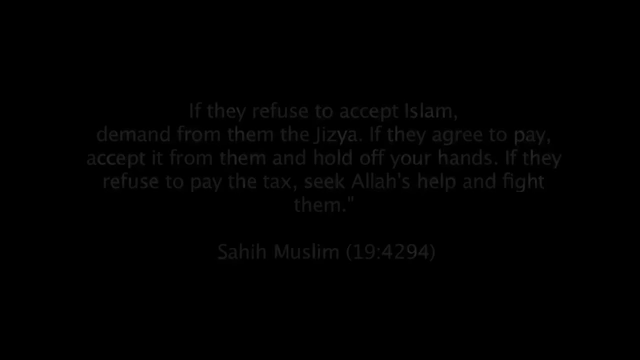 If they refuse to accept Islam,
demand from them the Jizya. If they agree to pay,
accept it from them and hold off your hands. If they
refuse to pay the tax, seek Allah's help and fight
them."
Sahih Muslim (19:4294)